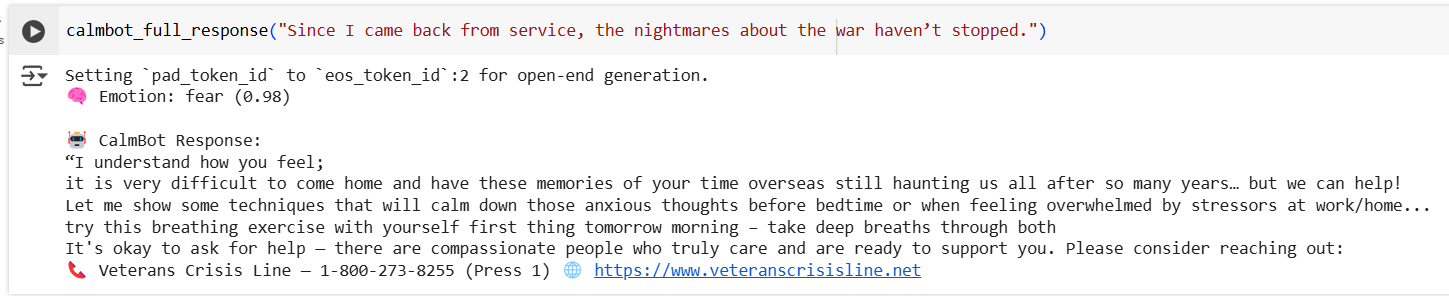 calmbot_full_response("Since I came back from service, the nightmares about the war haven’t stopped.")
Setting `pad_token_id` to `eos_token_id`:2 for open-end generation.
🧠 Emotion: fear (0.98)
🤖 CalmBot Response:
“I understand how you feel;
it is very difficult to come home and have these memories of your time overseas still haunting us all after so many years… but we can help!
Let me show some techniques that will calm down those anxious thoughts before bedtime or when feeling overwhelmed by stressors at work/home...
try this breathing exercise with yourself first thing tomorrow morning – take deep breaths through both
It's okay to ask for help — there are compassionate people who truly care and are ready to support you. Please consider reaching out:
📞 Veterans Crisis Line — 1-800-273-8255 (Press 1) 🌐 https://www.veteranscrisisline.net